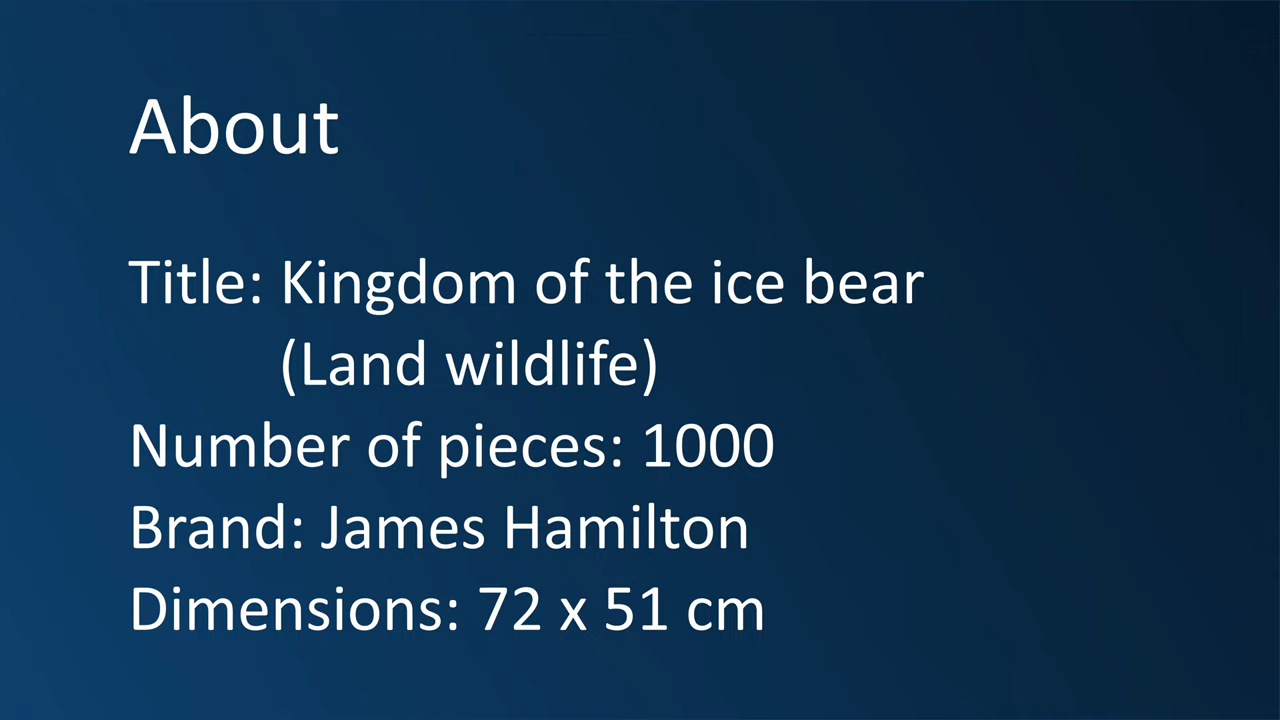 About
Title: Kingdom of the ice bear
(Land wildlife)
Number of pieces: 1000
Brand: James Hamilton
Dimensions: 72 x 51 cm